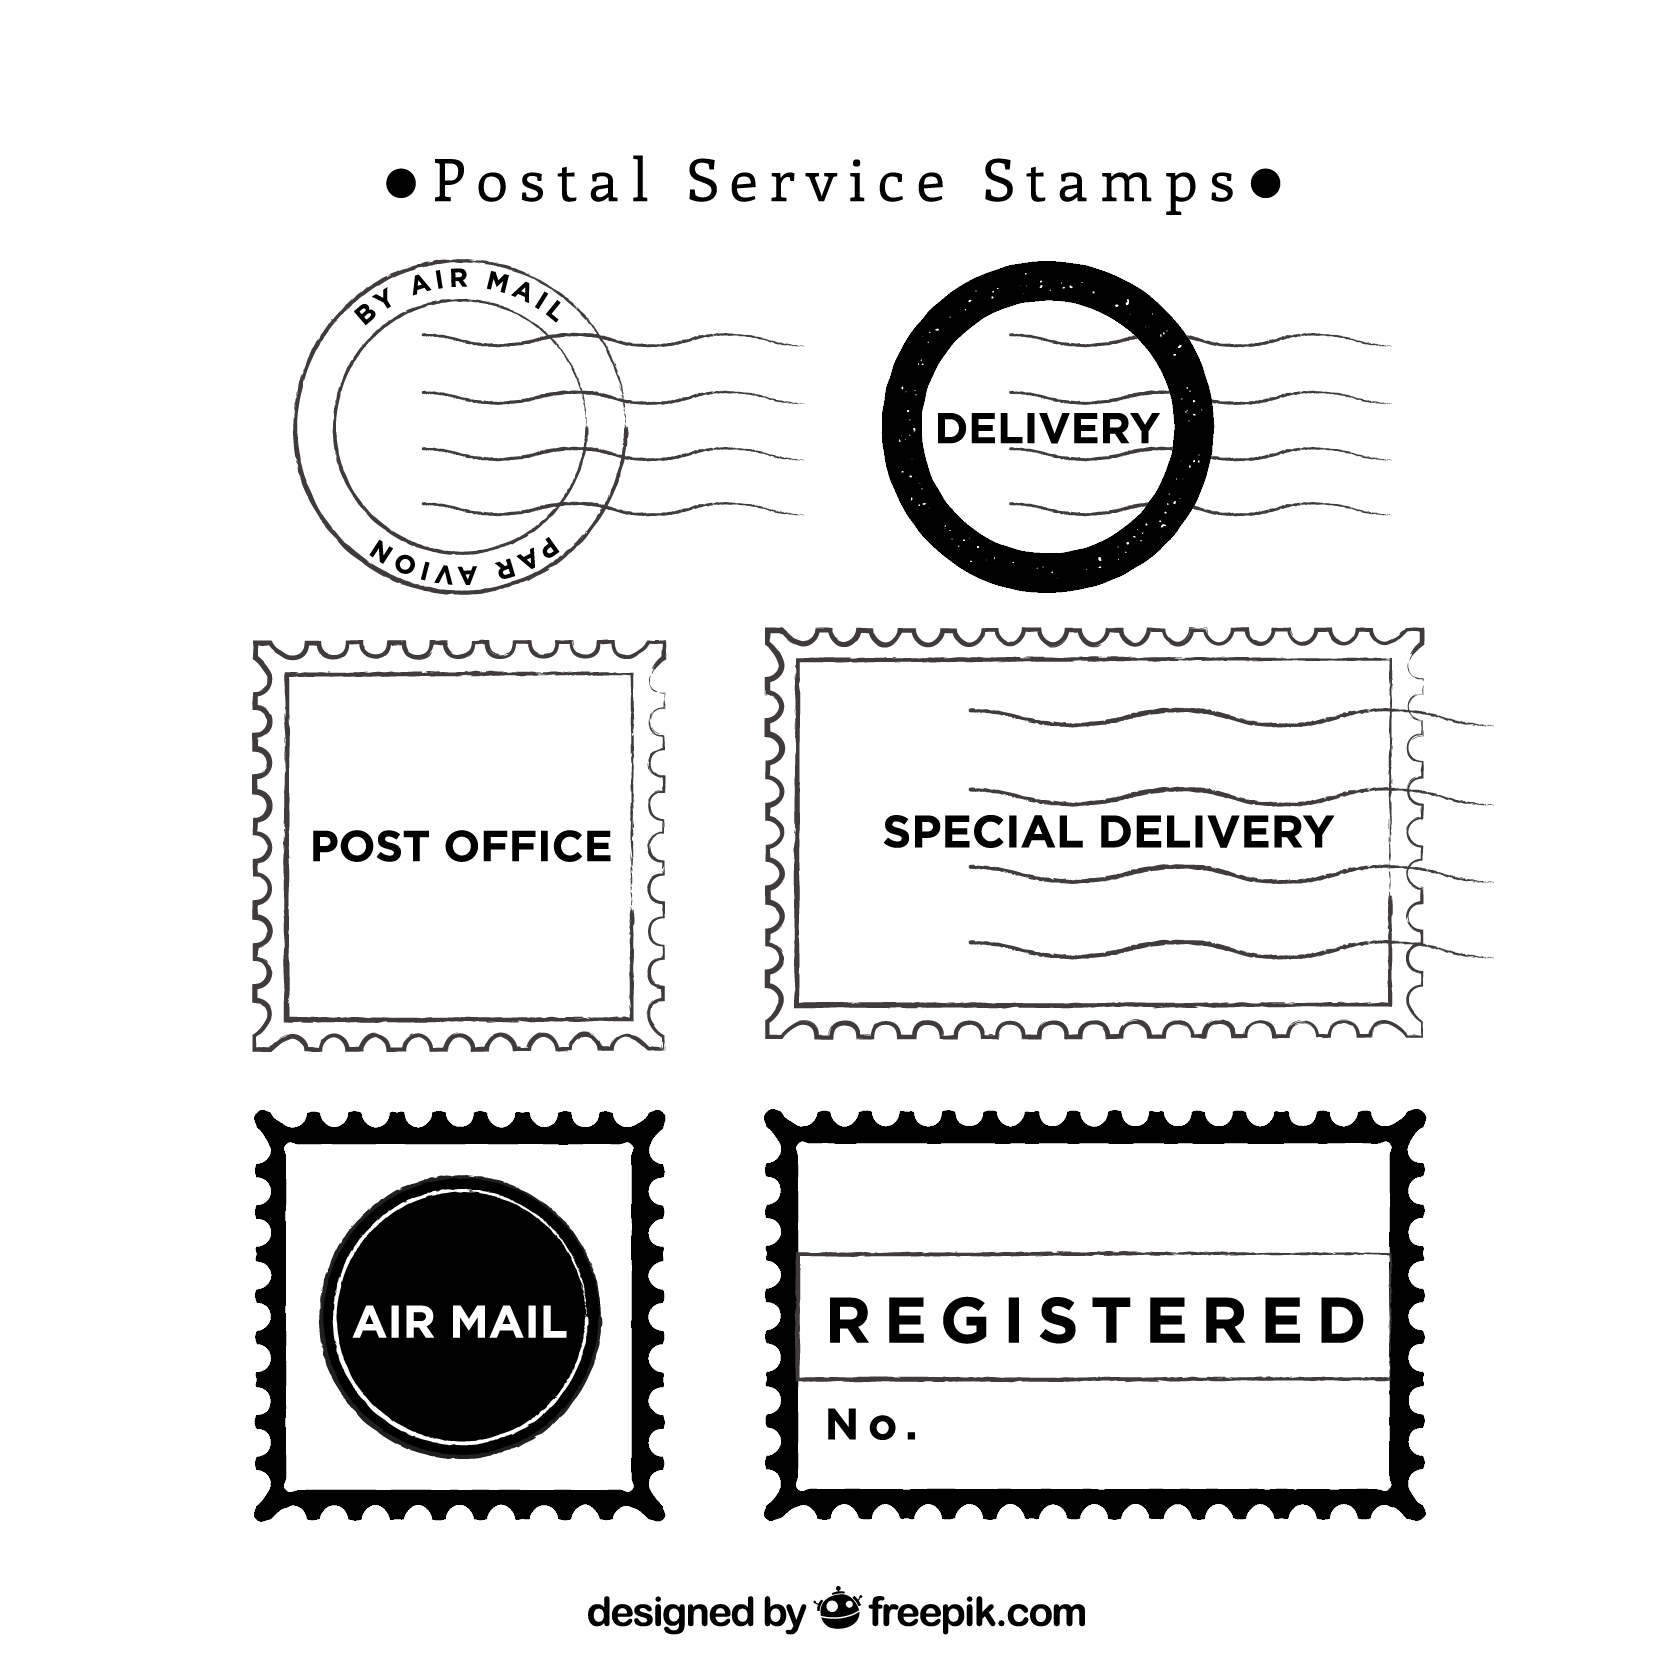 ●Postal Service Stamps●
BY AIR MAIL
PAR AVION
DELIVERY
POST OFFICE
SPECIAL DELIVERY
AIR MAIL
REGISTERED
No.
designed by freepik.com